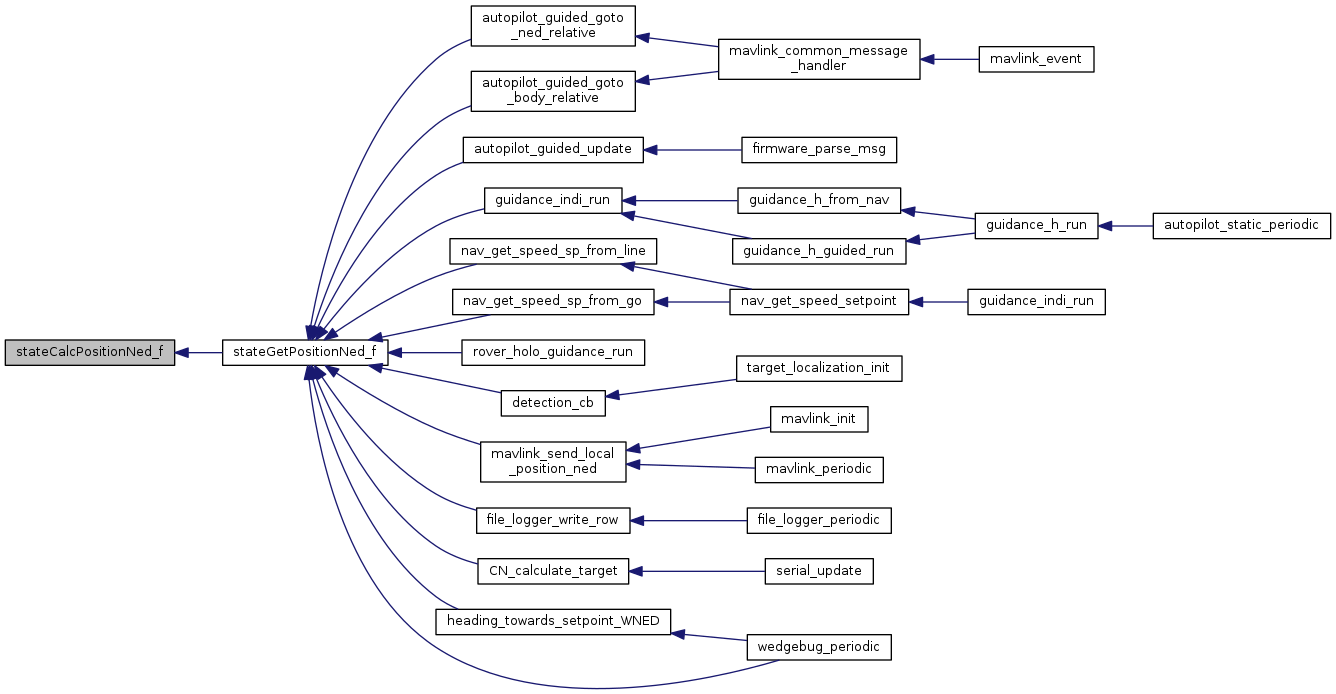 autopilot_guided_goto
_ned_relative
mavlink_common_message
_handler
mavlink_event
autopilot_guided_goto
_body_relative
autopilot_guided_update
firmware_parse_msg
guidance_indi_run
guidance_h_from_nav
guidance_h_run
autopilot_static_periodic
nav_get_speed_sp_from_line
guidance_h_guided_run
nav_get_speed_sp_from_go
nav_get_speed_setpoint
guidance_indi_run
stateCalcPositionNed_f
stateGetPositionNed_f
rover_holo_guidance_run
target_localization_init
detection_cb
mavlink_init
mavlink_send_local
_position_ned
mavlink_periodic
file_logger_write_row
file_logger_periodic
CN_calculate_target
serial_update
heading_towards_setpoint_WNED
wedgebug_periodic